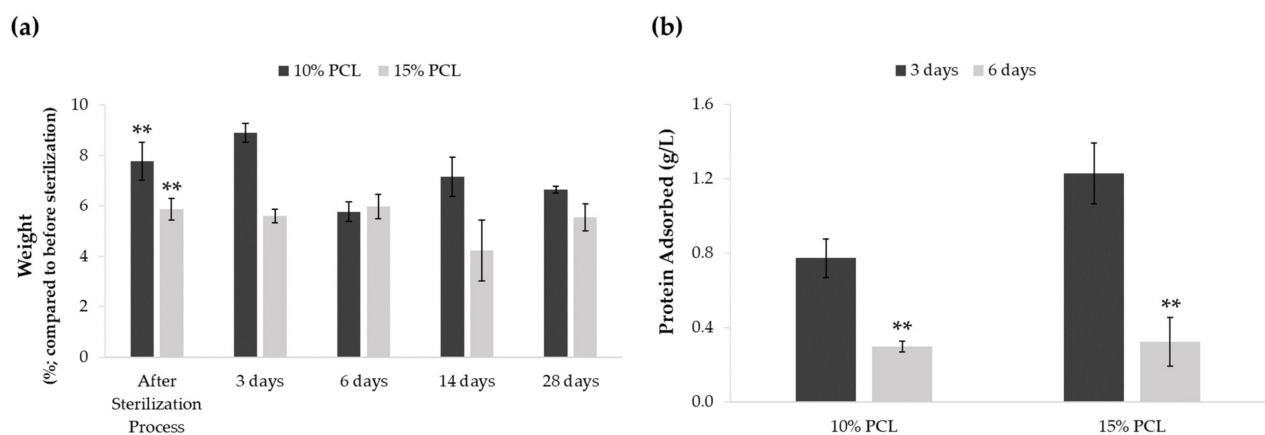 (a)
10% PCL 15% PCL
Weight
(%; compared to before sterilization)
10
8
6
4
2
0
**
**
After
Sterilization
Process
3 days
6 days
14 days
28 days
(b)
3 days 6 days
Protein Adsorbed (g/L)
1.6
1.2
0.8
0.4
0.0
**
**
10% PCL
15% PCL